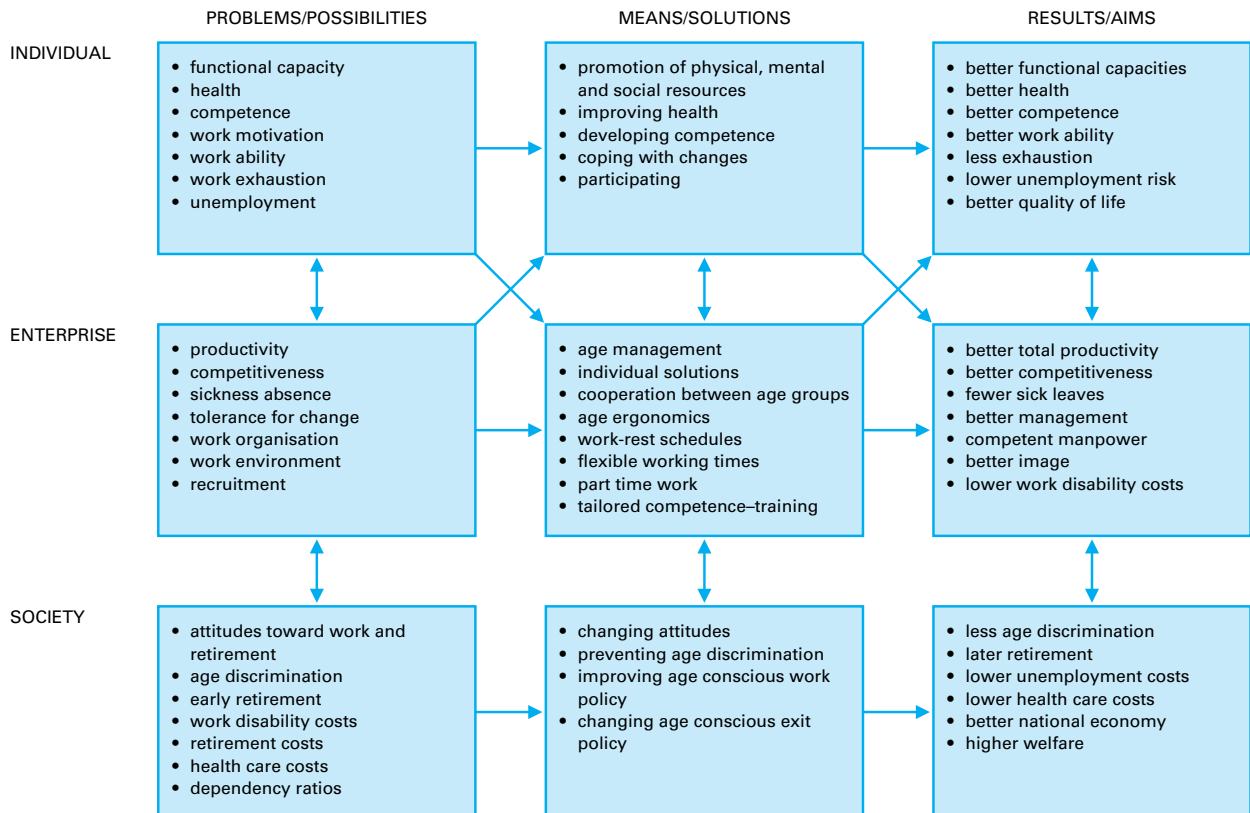 PROBLEMS/POSSIBILITIES
MEANS/SOLUTIONS
RESULTS/AIMS
INDIVIDUAL
• functional capacity
• health
• competence
• work motivation
• work ability
• work exhaustion
• unemployment
• promotion of physical, mental
and social resources
• improving health
• developing competence
• coping with changes
• participating
• better functional capacities
• better health
• better competence
• better work ability
• less exhaustion
• lower unemployment risk
• better quality of life
ENTERPRISE
• productivity
• competitiveness
• sickness absence
• tolerance for change
• work organisation
• work environment
• recruitment
• age management
• individual solutions
• cooperation between age groups
• age ergonomics
• work-rest schedules
• flexible working times
• part time work
• tailored competence–training
• better total productivity
• better competitiveness
• fewer sick leaves
• better management
• competent manpower
• better image
• lower work disability costs
SOCIETY
• attitudes toward work and
retirement
• age discrimination
• early retirement
• work disability costs
• retirement costs
• health care costs
• dependency ratios
• changing attitudes
• preventing age discrimination
• improving age conscious work
policy
• changing age conscious exit
policy
• less age discrimination
• later retirement
• lower unemployment costs
• lower health care costs
• better national economy
• higher welfare